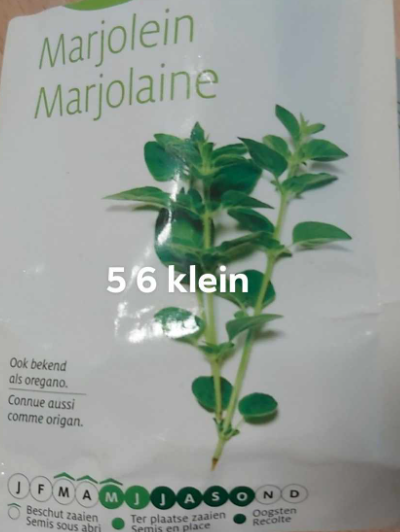 Marjolein
Marjolaine
5 6 klein
Ook bekend
als oregano.
Connue aussi
comme origan.
J F M A M J J A S O N D
Beschut zaaien
Semis sous abri
Ter plaatse zaaien
Semis en place
Oogsten
Recolte